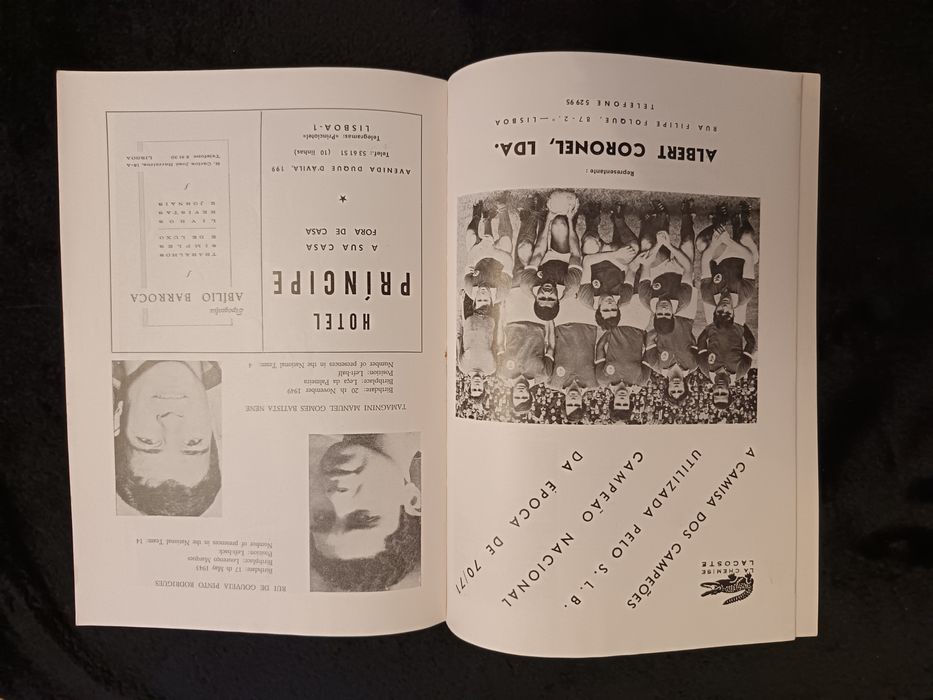 LA CHEMISE
LACOSTE
A CAMISA DOS CAMPEÕES
UTILIZADA PELO S. L. B.
CAMPEÃO NACIONAL
DA ÉPOCA DE 70/71
Representante :
ALBERT CORONEL, LDA.
RUA FILIPE FOLQUE, 87-2.º — LISBOA
TELEFONE 5 29 95
RUI DE GOUVEIA PINTO RODRIGUES
Birthdate: 17 th May 1943
Birthplace: Lourenço Marques
Position: Left-back
Number of presences in the National Team: 14
TAMAGNINI MANUEL GOMES BATISTA NENE
Birthdate: 20 th November 1949
Birthplace: Leça da Palmeira
Position: Left-half
Number of presences in the National Team: 4
HOTEL
PRÍNCIPE
A SUA CASA
FORA DE CASA
AVENIDA DUQUE D'ÁVILA, 199
Telef.: 53 61 51 (10 linhas)
Telegramas: «Principotel»
LISBOA-1
Tipografia
ABÍLIO BARROCA
TRABALHOS
SIMPLES
E DE LUXO
LIVROS
REVISTAS
E JORNAIS
LISBOA